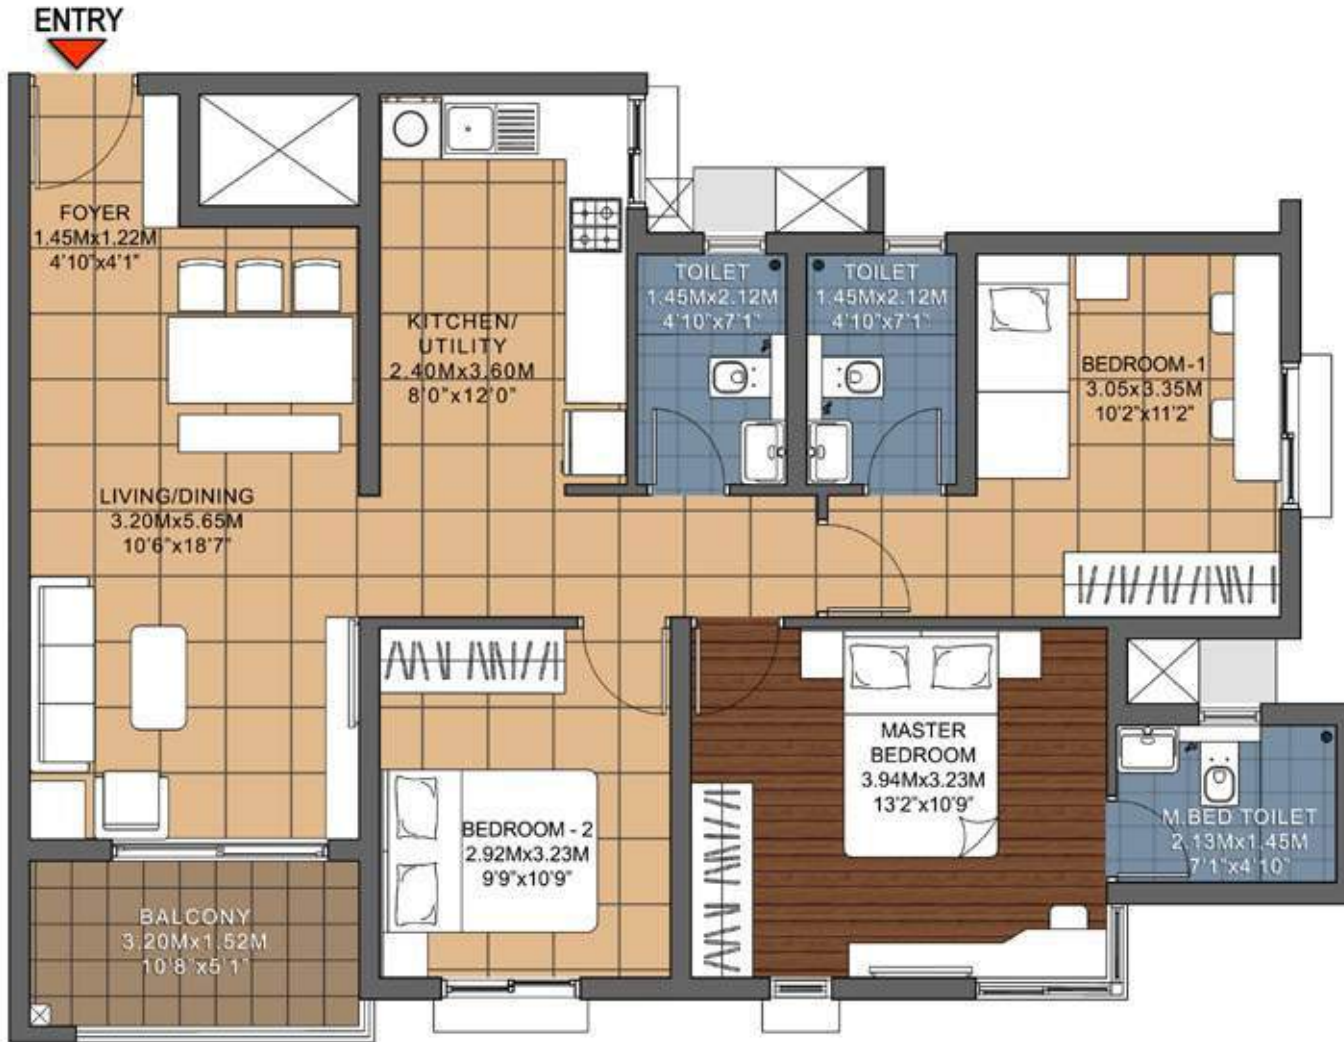 ENTRY
FOYER
1.45Mx1.22M
4'10"x4'1"
KITCHEN/
UTILITY
2.40Mx3.60M
8'0"x12'0"
TOILET
1.45Mx2.12M
4'10"x7'1"
TOILET
1.45Mx2.12M
4'10"x7'1"
BEDROOM-1
3.05x3.35M
10'2"x11'2"
LIVING/DINING
3.20Mx5.65M
10'6"x18'7"
MASTER
BEDROOM
3.94Mx3.23M
13'2"x10'9"
BEDROOM - 2
2.92Mx3.23M
9'9"x10'9"
M.BED TOILET
2.13Mx1.45M
7'1"x4'10"
BALCONY
3.20Mx1.52M
10'8"x5'1"